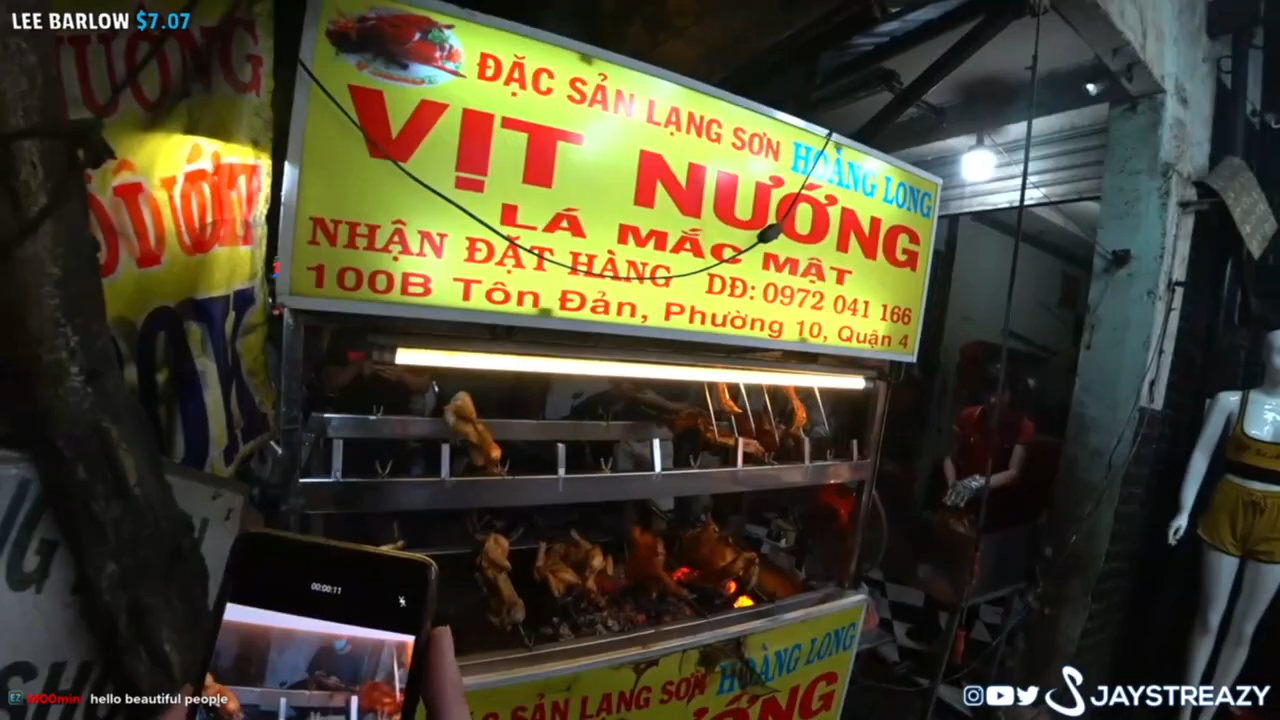 LEE BARLOW $7.07
ĐẶC SẢN LẠNG SƠN HOÀNG LONG
VỊT NƯỚNG
LÁ MẮC MẬT
NHẬN ĐẶT HÀNG DĐ: 0972 041 166
100B Tôn Đản, Phường 10, Quận 4
00:00:11
SẢN LẠNG SƠN HOÀNG LONG
MOOmin hello beautiful people
JAYSTREAZY